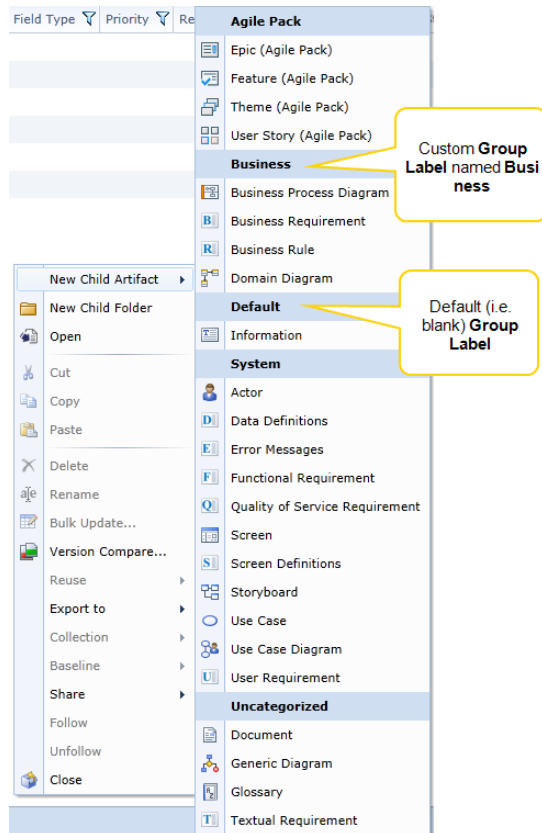 Field Type Priority Re
Agile Pack
Epic (Agile Pack)
Feature (Agile Pack)
Theme (Agile Pack)
User Story (Agile Pack)
Business
Business Process Diagram
Business Requirement
Business Rule
Domain Diagram
Default
Information
System
Actor
Data Definitions
Error Messages
Functional Requirement
Quality of Service Requirement
Screen
Screen Definitions
Storyboard
Use Case
Use Case Diagram
User Requirement
Uncategorized
Document
Generic Diagram
Glossary
Textual Requirement
Custom Group
Label named Busi
ness
Default (i.e.
blank) Group
Label
New Child Artifact
New Child Folder
Open
Cut
Copy
Paste
Delete
Rename
Bulk Update...
Version Compare...
Reuse
Export to
Collection
Baseline
Share
Follow
Unfollow
Close